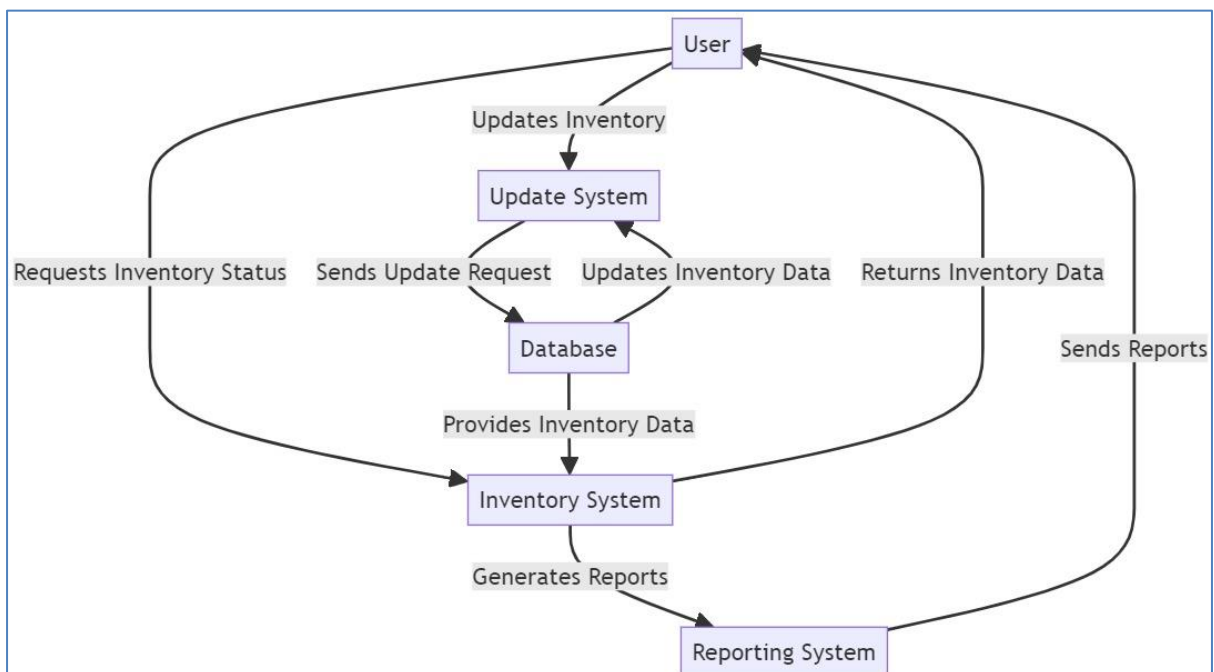 User
Updates Inventory
Update System
Requests Inventory Status
Sends Update Request
Updates Inventory Data
Returns Inventory Data
Database
Sends Reports
Provides Inventory Data
Inventory System
Generates Reports
Reporting System